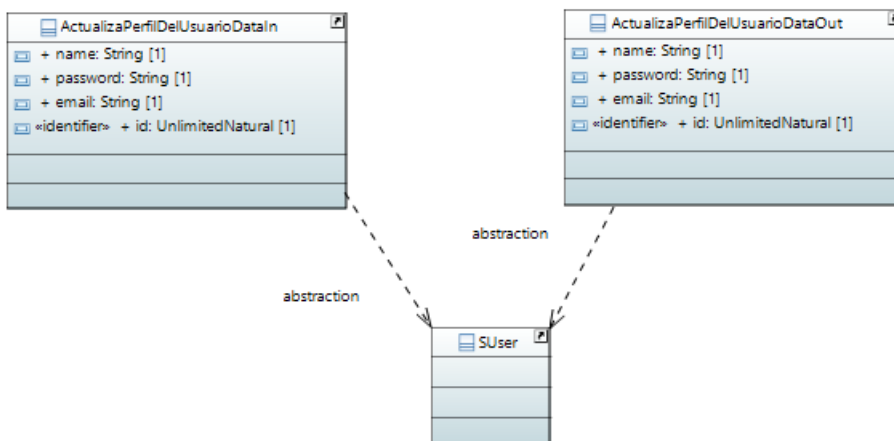 ActualizaPerfilDelUsuarioDataIn
+ name: String [1]
+ password: String [1]
+ email: String [1]
«identifier» + id: UnlimitedNatural [1]
ActualizaPerfilDelUsuarioDataOut
+ name: String [1]
+ password: String [1]
+ email: String [1]
«identifier» + id: UnlimitedNatural [1]
abstraction
abstraction
SUser